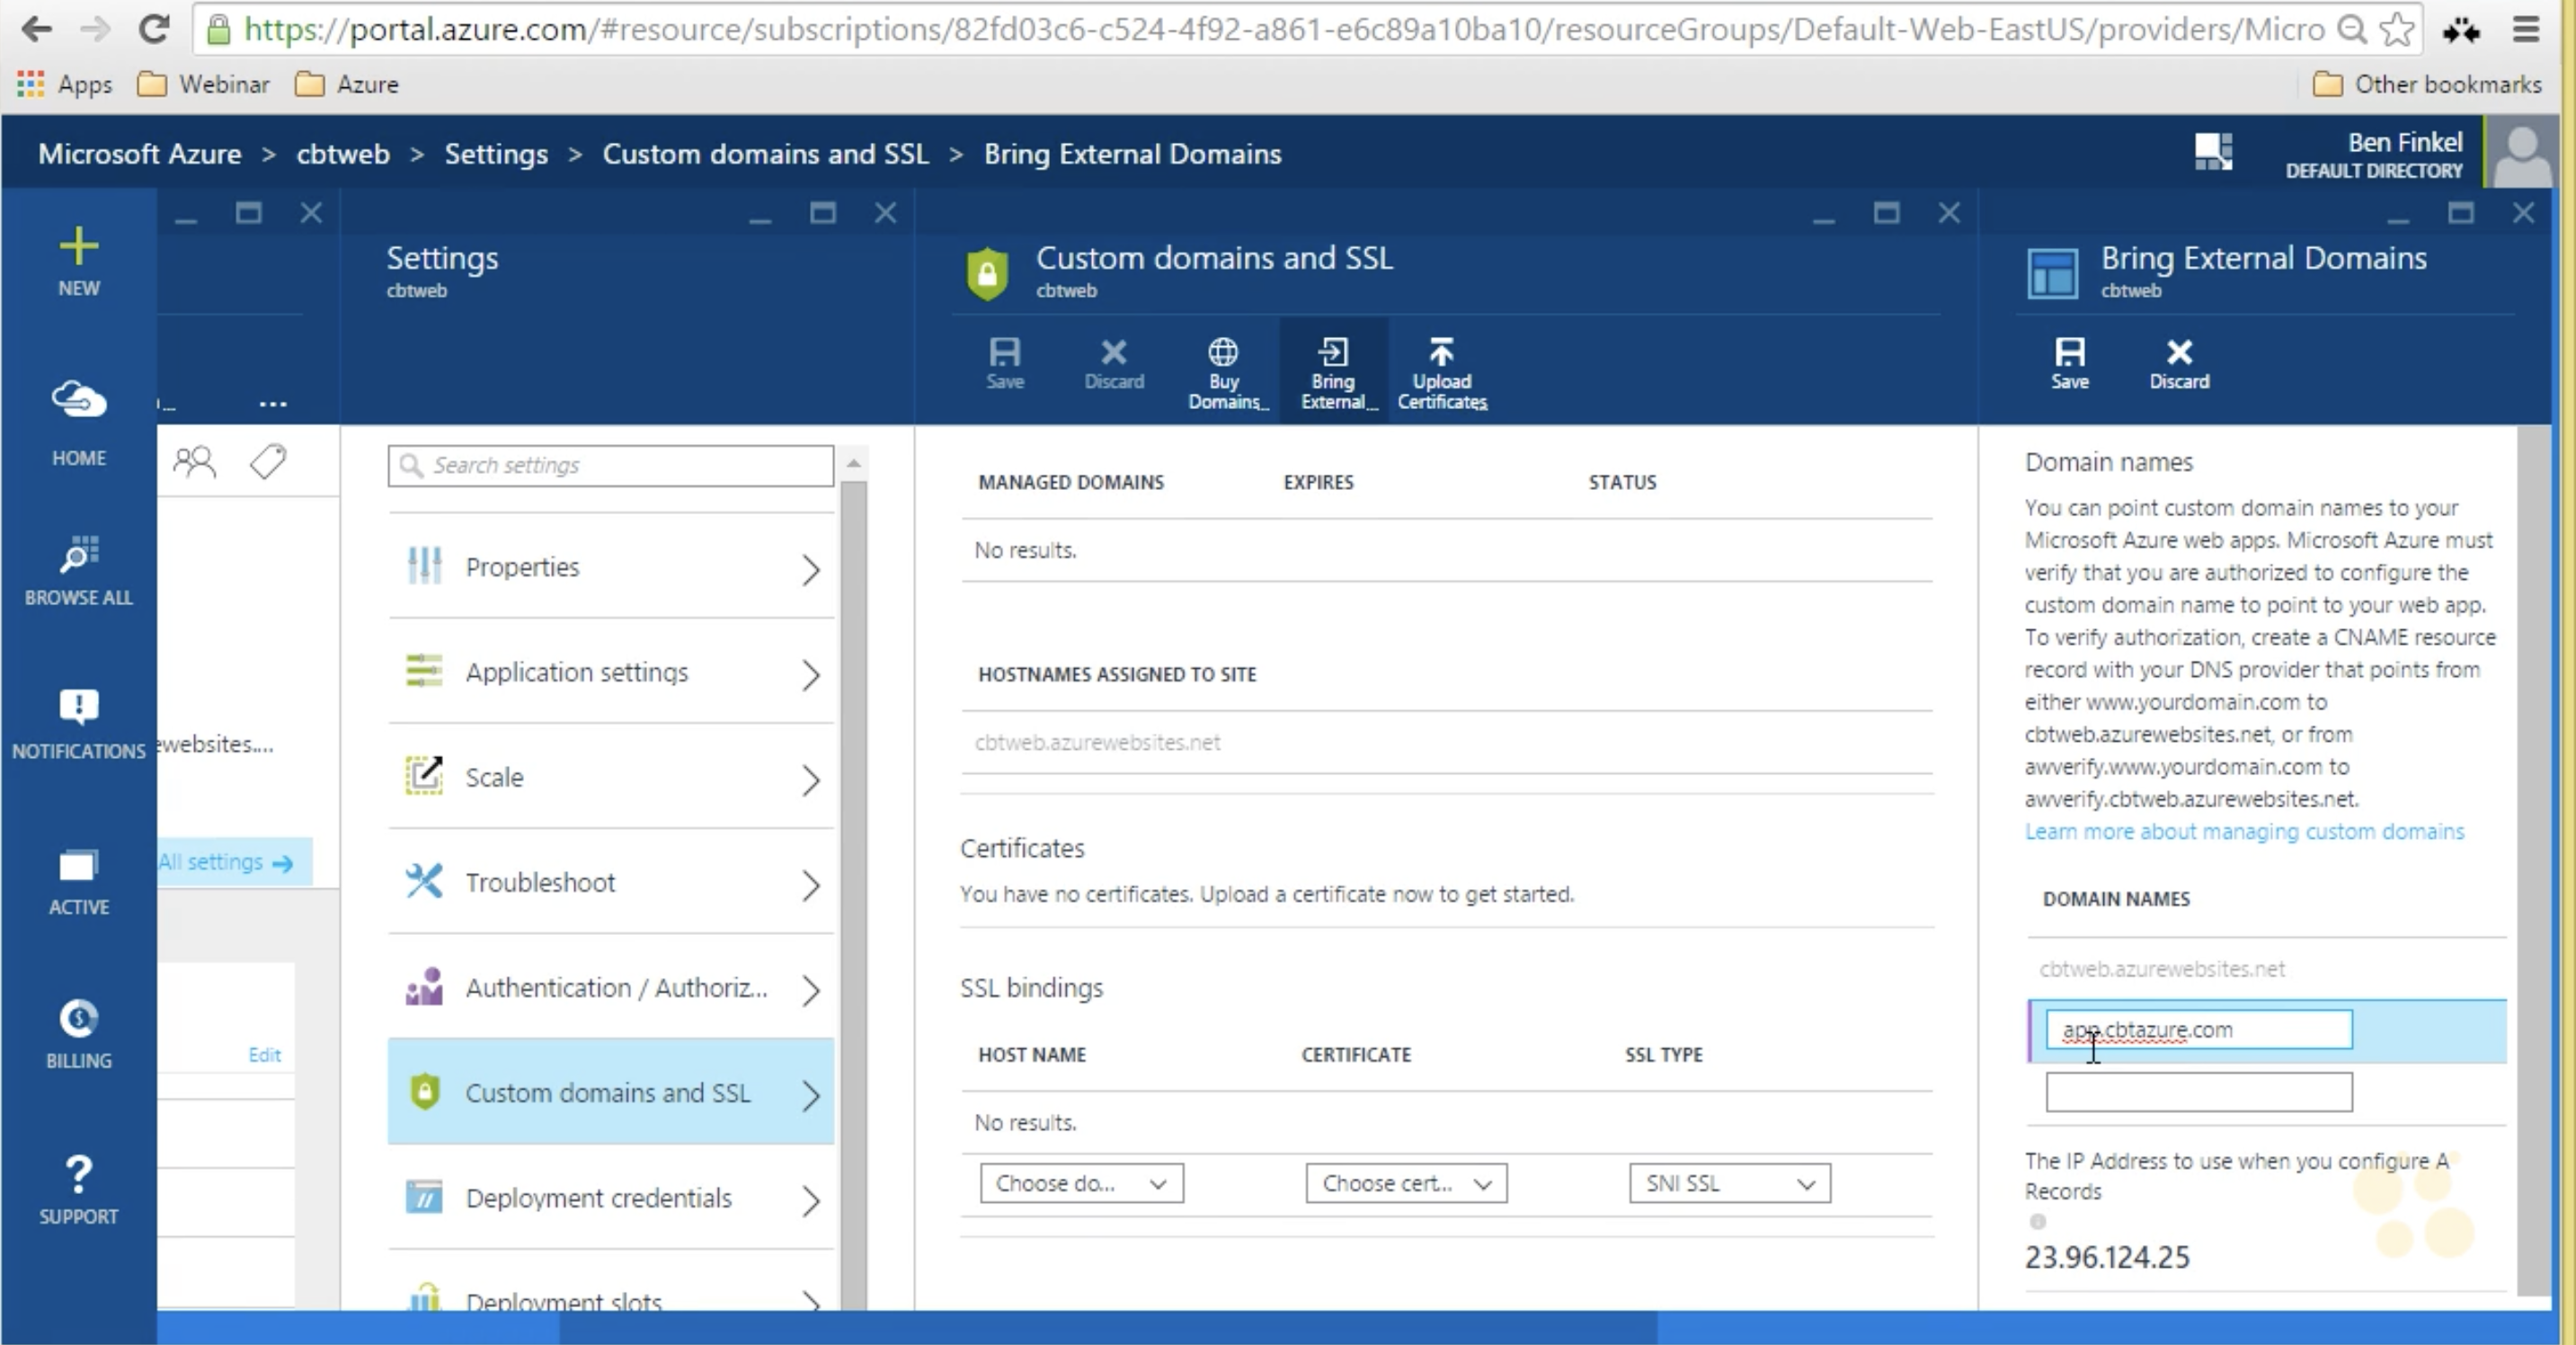 https://portal.azure.com/#resource/subscriptions/82fd03c6-c524-4f92-a861-e6c89a10ba10/resourceGroups/Default-Web-EastUS/providers/Micro
Apps Webinar Azure Other bookmarks
Microsoft Azure > cbtweb > Settings > Custom domains and SSL > Bring External Domains
Ben Finkel
DEFAULT DIRECTORY
NEW
HOME
BROWSE ALL
NOTIFICATIONS
ACTIVE
BILLING
SUPPORT
...
ewebsites....
All settings
Edit
Settings
cbtweb
Search settings
Properties
Application settings
Scale
Troubleshoot
Authentication / Authoriz...
Custom domains and SSL
Deployment credentials
Deployment slots
Custom domains and SSL
cbtweb
Save
Discard
Buy
Domains...
Bring
External...
Upload
Certificates
MANAGED DOMAINS EXPIRES STATUS
No results.
HOSTNAMES ASSIGNED TO SITE
cbtweb.azurewebsites.net
Certificates
You have no certificates. Upload a certificate now to get started.
SSL bindings
HOST NAME CERTIFICATE SSL TYPE
No results.
Choose do... Choose cert... SNI SSL
Bring External Domains
cbtweb
Save Discard
Domain names
You can point custom domain names to your
Microsoft Azure web apps. Microsoft Azure must
verify that you are authorized to configure the
custom domain name to point to your web app.
To verify authorization, create a CNAME resource
record with your DNS provider that points from
either www.yourdomain.com to
cbtweb.azurewebsites.net, or from
awverify.www.yourdomain.com to
awverify.cbtweb.azurewebsites.net.
Learn more about managing custom domains
DOMAIN NAMES
cbtweb.azurewebsites.net
app.cbtazure.com
The IP Address to use when you configure A
Records
23.96.124.25